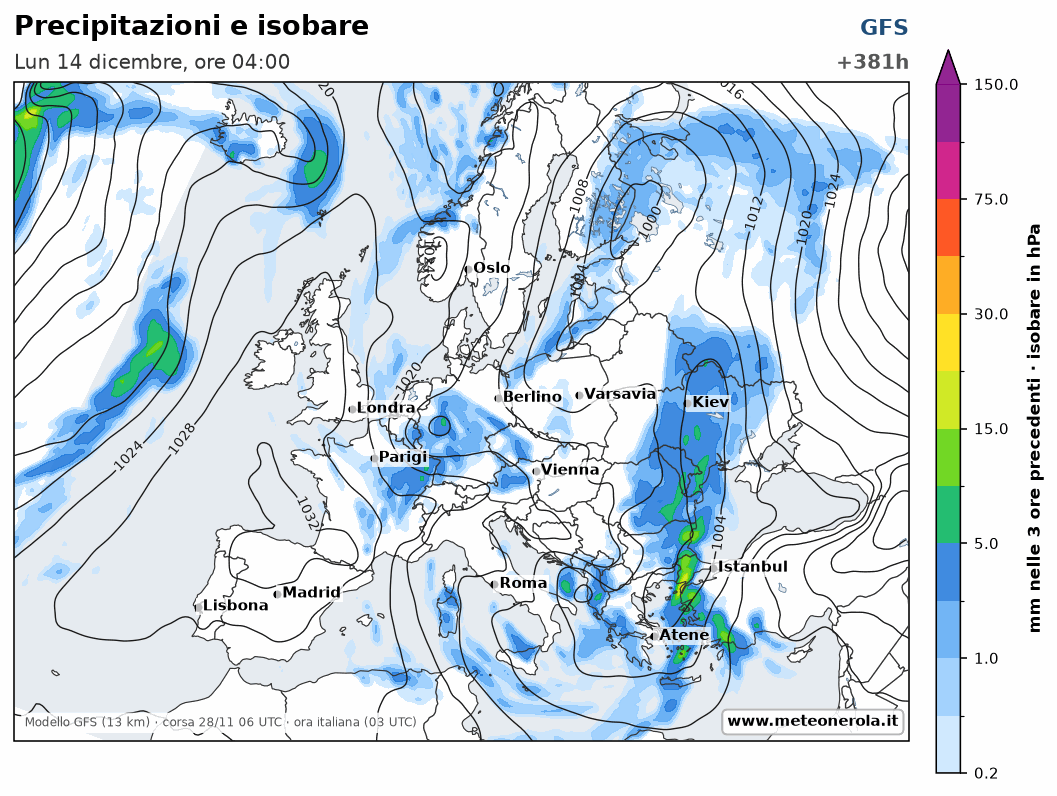 Precipitazioni e isobare
GFS
Lun 14 dicembre, ore 04:00
+381h
20
016
1008
1000
1012
1020
1024
1024
1004
1020
1024
1028
1032
1004
Oslo
Londra
Berlino
Varsavia
Kiev
Parigi
Vienna
Istanbul
Roma
Madrid
Lisbona
Atene
Modello GFS (13 km) · corsa 28/11 06 UTC · ora italiana (03 UTC)
www.meteonerola.it
150.0
75.0
30.0
15.0
5.0
1.0
0.2
mm nelle 3 ore precedenti · isobare in hPa